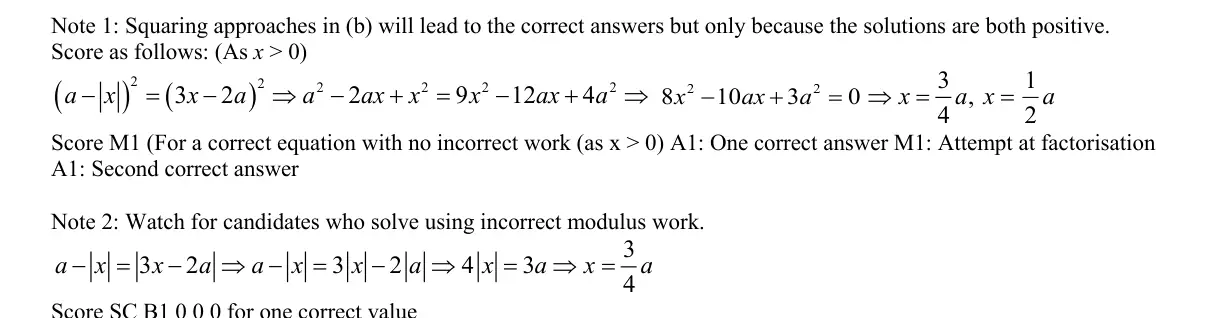 Note 1: Squaring approaches in (b) will lead to the correct answers but only because the solutions are both positive.
Score as follows: (As x > 0)
(a−|x|)² = (3x−2a)² ⇒ a² −2ax + x² = 9x² −12ax + 4a² ⇒ 8x² −10ax + 3a² = 0 ⇒ x = 3/4 a, x = 1/2 a
Score M1 (For a correct equation with no incorrect work (as x > 0) A1: One correct answer M1: Attempt at factorisation
A1: Second correct answer
Note 2: Watch for candidates who solve using incorrect modulus work.
a−|x| = |3x−2a| ⇒ a−|x| = 3|x|−2|a| ⇒ 4|x| = 3a ⇒ x = 3/4 a
Score SC B1 0 0 0 for one correct value